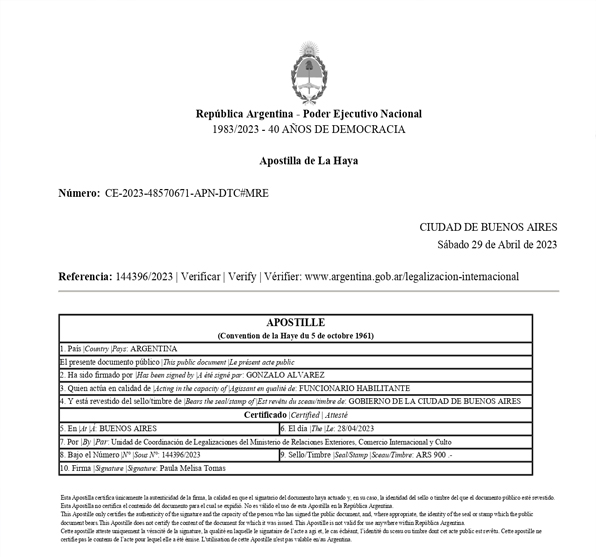 República Argentina - Poder Ejecutivo Nacional
1983/2023 - 40 AÑOS DE DEMOCRACIA
Apostilla de La Haya
Número: CE-2023-48570671-APN-DTC#MRE
CIUDAD DE BUENOS AIRES
Sábado 29 de Abril de 2023
Referencia: 144396/2023 | Verificar | Verify | Vérifier: www.argentina.gob.ar/legalizacion-internacional
APOSTILLE
(Convention de la Haye du 5 de octobre 1961)
1. País |Country |Pays: ARGENTINA
El presente documento público |This public document |Le présent acte public
2. Ha sido firmado por |Has been signed by |A été signé par: GONZALO ALVAREZ
3. Quien actúa en calidad de |Acting in the capacity of |Agissant en qualité de: FUNCIONARIO HABILITANTE
4. Y está revestido del sello/timbre de |Bears the seal/stamp of |Est revêtu du sceau/timbre de: GOBIERNO DE LA CIUDAD DE BUENOS AIRES
Certificado |Certified | Attesté
5. En |At |Á: BUENOS AIRES
6. El día |The |Le: 28/04/2023
7. Por |By |Par: Unidad de Coordinación de Legalizaciones del Ministerio de Relaciones Exteriores, Comercio Internacional y Culto
8. Bajo el Número |Nº |Sous Nº: 144396/2023
9. Sello/Timbre |Seal/Stamp |Sceau/Timbre: ARS 900 .-
10. Firma |Signature |Signature: Paula Melisa Tomas
Esta Apostilla certifica únicamente la autenticidad de la firma, la calidad en que el signatario del documento haya actuado y, en su caso, la identidad del sello o timbre del que el documento público esté revestido.
Esta Apostilla no certifica el contenido del documento para el cual se expidió. No es válido el uso de esta Apostilla en la República Argentina.
This Apostille only certifies the authenticity of the signature and the capacity of the person who has signed the public document, and, where appropriate, the identity of the seal or stamp which the public
document bears. This Apostille does not certify the content of the document for which it was issued. This Apostille is not valid for use anywhere within República Argentina.
Cette apostille atteste uniquement la véracité de la signature, la qualité en laquelle le signataire de l'acte a agi et, le cas échéant, l'identité du sceau ou timbre dont cet acte public est revêtu. Cette apostille ne
certifie pas le contenu de l'acte pour lequel elle a été émise. L'utilisation de cette Apostille n'est pas valable en Argentine.